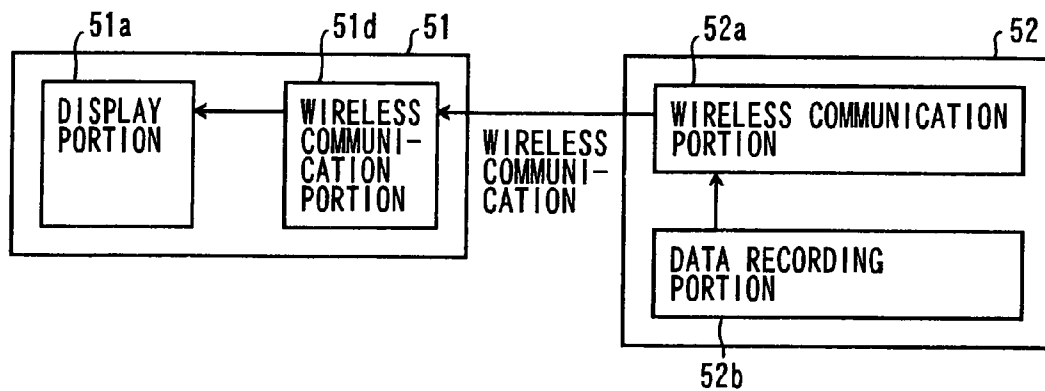 51a
51d
51
52a
52
DISPLAY
PORTION
WIRELESS
COMMUNI-
CATION
PORTION
WIRELESS
COMMUNI-
CATION
WIRELESS COMMUNICATION
PORTION
DATA RECORDING
PORTION
52b